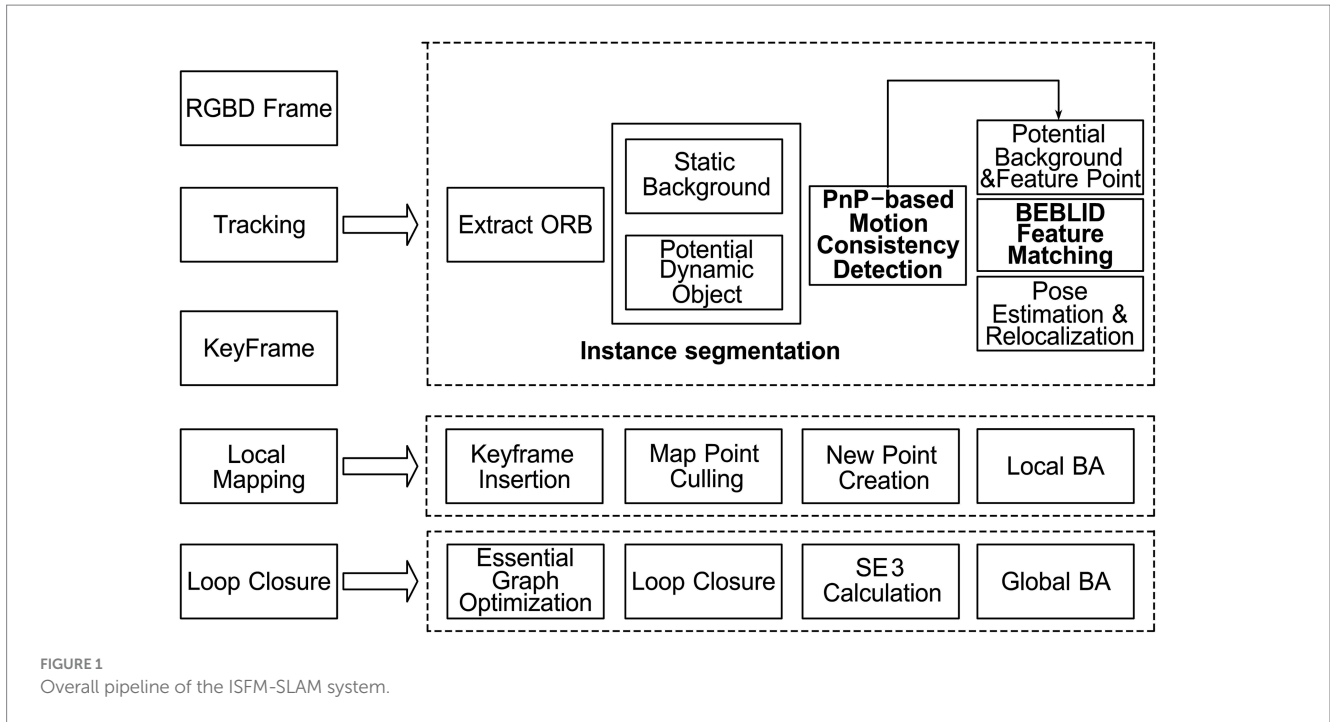 RGBD Frame
Tracking
KeyFrame
Local
Mapping
Loop Closure
Extract ORB
Static
Background
Potential
Dynamic
Object
Instance segmentation
PnP-based
Motion
Consistency
Detection
Potential
Background
&Feature Point
BEBLID
Feature
Matching
Pose
Estimation &
Relocalization
Keyframe
Insertion
Map Point
Culling
New Point
Creation
Local BA
Essential
Graph
Optimization
Loop Closure
SE3
Calculation
Global BA
FIGURE 1
Overall pipeline of the ISFM-SLAM system.